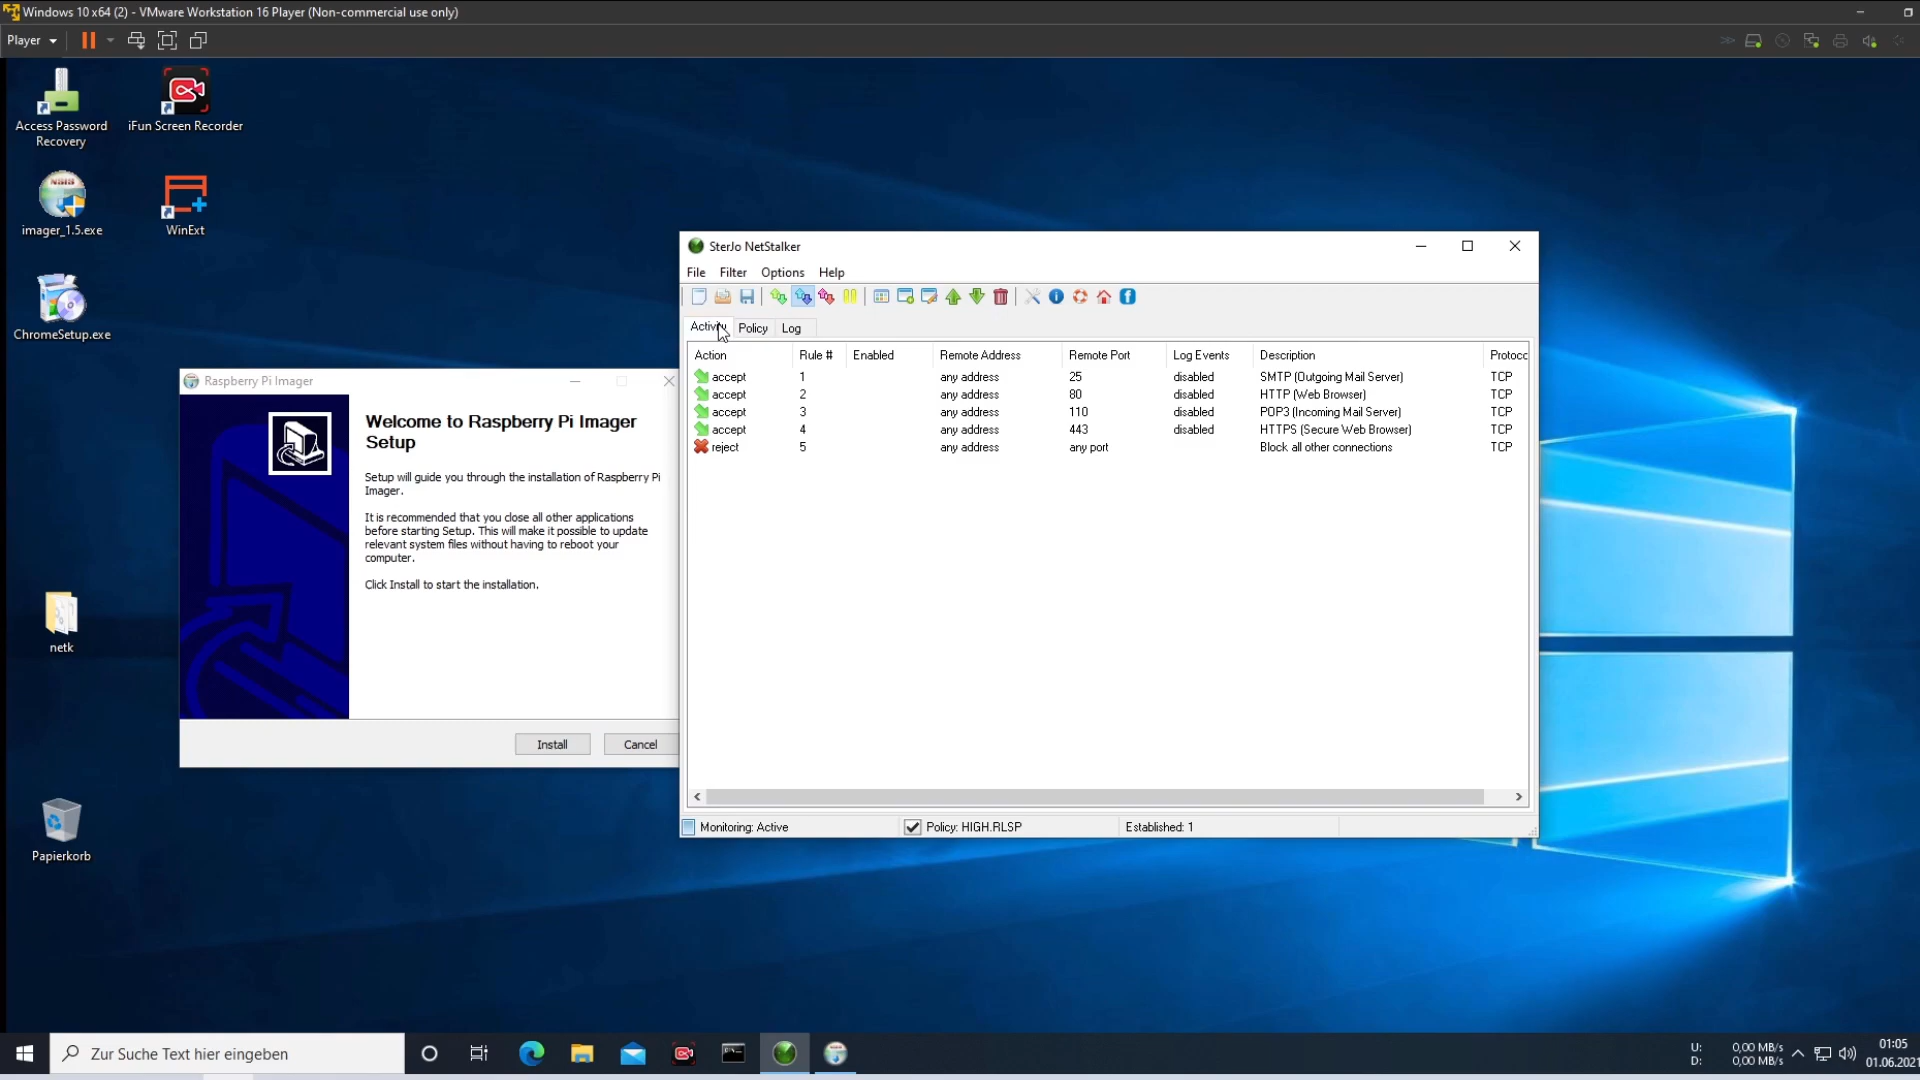 Windows 10 x64 (2) - VMware Workstation 16 Player (Non-commercial use only)
Player
Access Password
Recovery
iFun Screen Recorder
NSIS
imager_1.5.exe
WinExt
ChromeSetup.exe
netk
Papierkorb
Raspberry Pi Imager
Welcome to Raspberry Pi Imager
Setup
Setup will guide you through the installation of Raspberry Pi
Imager.
It is recommended that you close all other applications
before starting Setup. This will make it possible to update
relevant system files without having to reboot your
computer.
Click Install to start the installation.
Install
Cancel
SterJo NetStalker
File Filter Options Help
Activity Policy Log
Action Rule # Enabled Remote Address Remote Port Log Events Description Protoco
accept 1 any address 25 disabled SMTP (Outgoing Mail Server) TCP
accept 2 any address 80 disabled HTTP (Web Browser) TCP
accept 3 any address 110 disabled POP3 (Incoming Mail Server) TCP
accept 4 any address 443 disabled HTTPS (Secure Web Browser) TCP
reject 5 any address any port Block all other connections TCP
Monitoring: Active Policy: HIGH.RLSP Established: 1
Zur Suche Text hier eingeben
U: 0,00 MB/s
D: 0,00 MB/s
01:05
01.06.2021